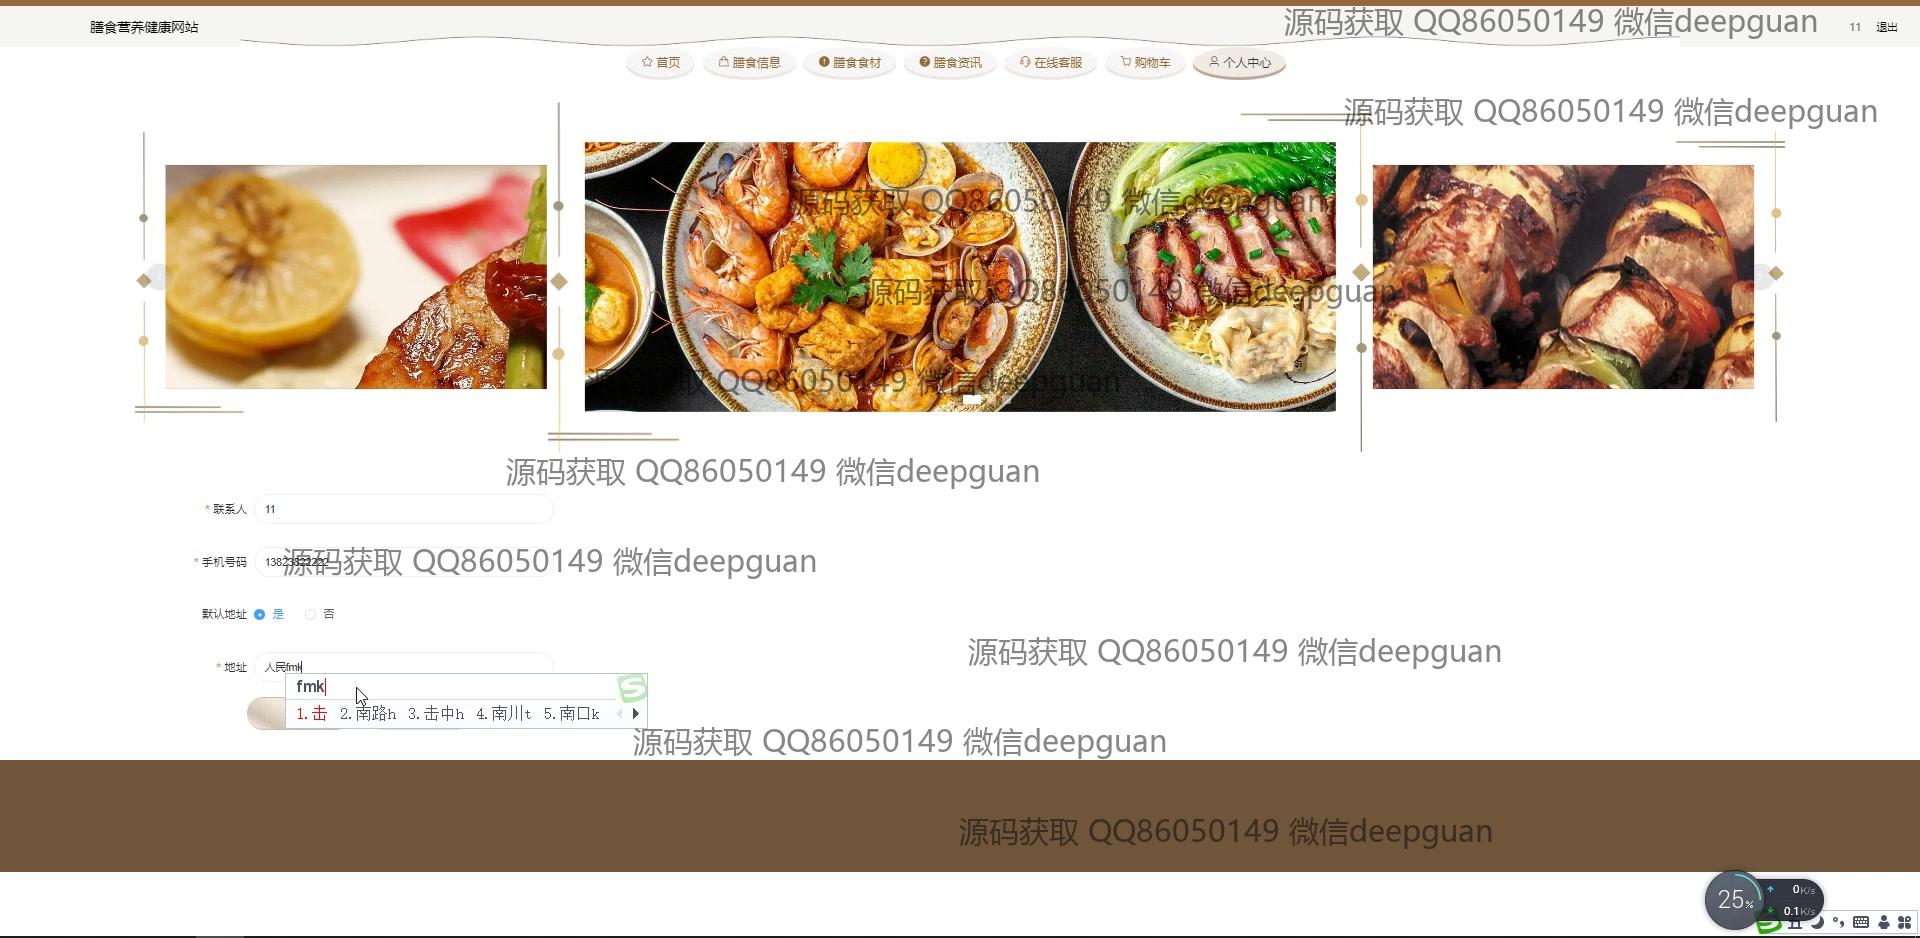 膳食营养健康网站
源码获取 QQ86050149 微信deepguan
11 退出
首页 膳食信息 膳食食材 膳食资讯 在线客服 购物车 个人中心
源码获取 QQ86050149 微信deepguan
源码获取 QQ86050149 微信deepguan
源码获取 QQ86050149 微信deepguan
源码获取 QQ86050149 微信deepguan
源码获取 QQ86050149 微信deepguan
* 联系人 11
* 手机号码 13823822222
源码获取 QQ86050149 微信deepguan
默认地址 是 否
源码获取 QQ86050149 微信deepguan
* 地址 人民fmk
fmk
1.击 2.南路h 3.击中h 4.南川t 5.南口k
源码获取 QQ86050149 微信deepguan
源码获取 QQ86050149 微信deepguan
25%
0K/s
0.1K/s